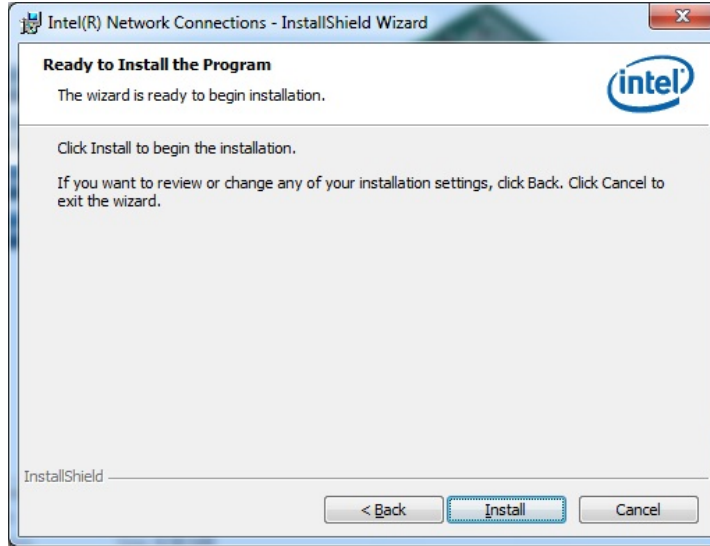 Intel(R) Network Connections - InstallShield Wizard
Ready to Install the Program
The wizard is ready to begin installation.
intel
Click Install to begin the installation.
If you want to review or change any of your installation settings, click Back. Click Cancel to
exit the wizard.
InstallShield
< Back
Install
Cancel